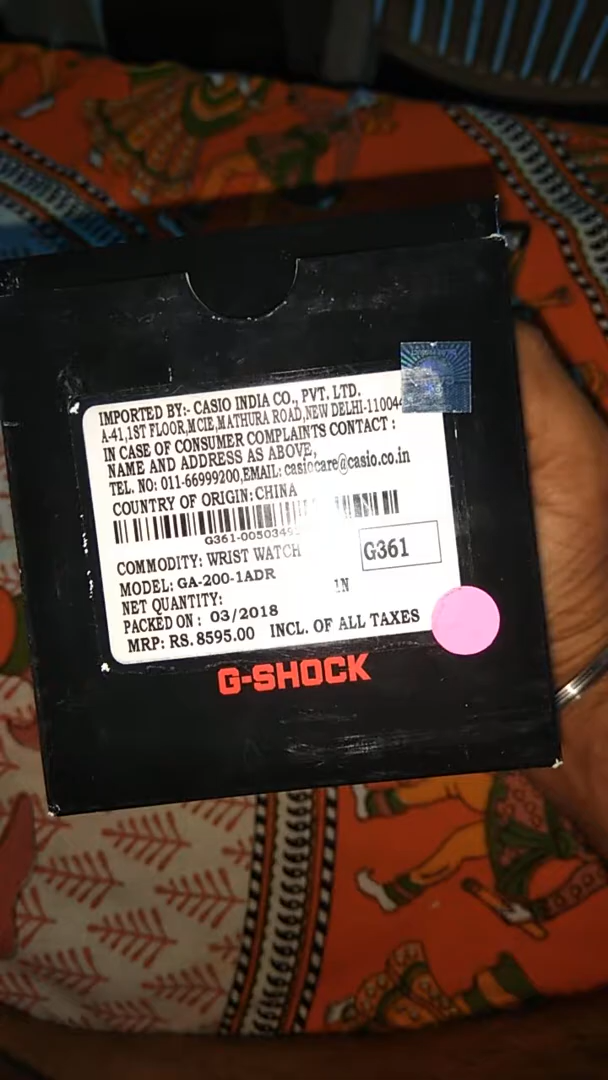 IMPORTED BY:- CASIO INDIA CO., PVT. LTD.
A-41,1ST FLOOR,MCIE,MATHURA ROAD,NEW DELHI-110044
IN CASE OF CONSUMER COMPLAINTS CONTACT :
NAME AND ADDRESS AS ABOVE,
TEL. NO: 011-66999200,EMAIL: casiocare@casio.co.in
COUNTRY OF ORIGIN: CHINA
COMMODITY: WRIST WATCH
G361
MODEL: GA-200-1ADR
NET QUANTITY: 1N
PACKED ON : 03/2018
MRP: RS. 8595.00 INCL. OF ALL TAXES
G-SHOCK